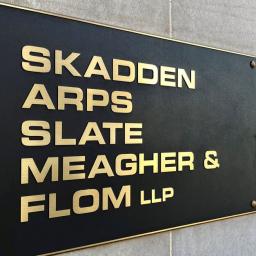 SKADDEN
ARPS
SLATE
MEAGHER &
FLOM LLP